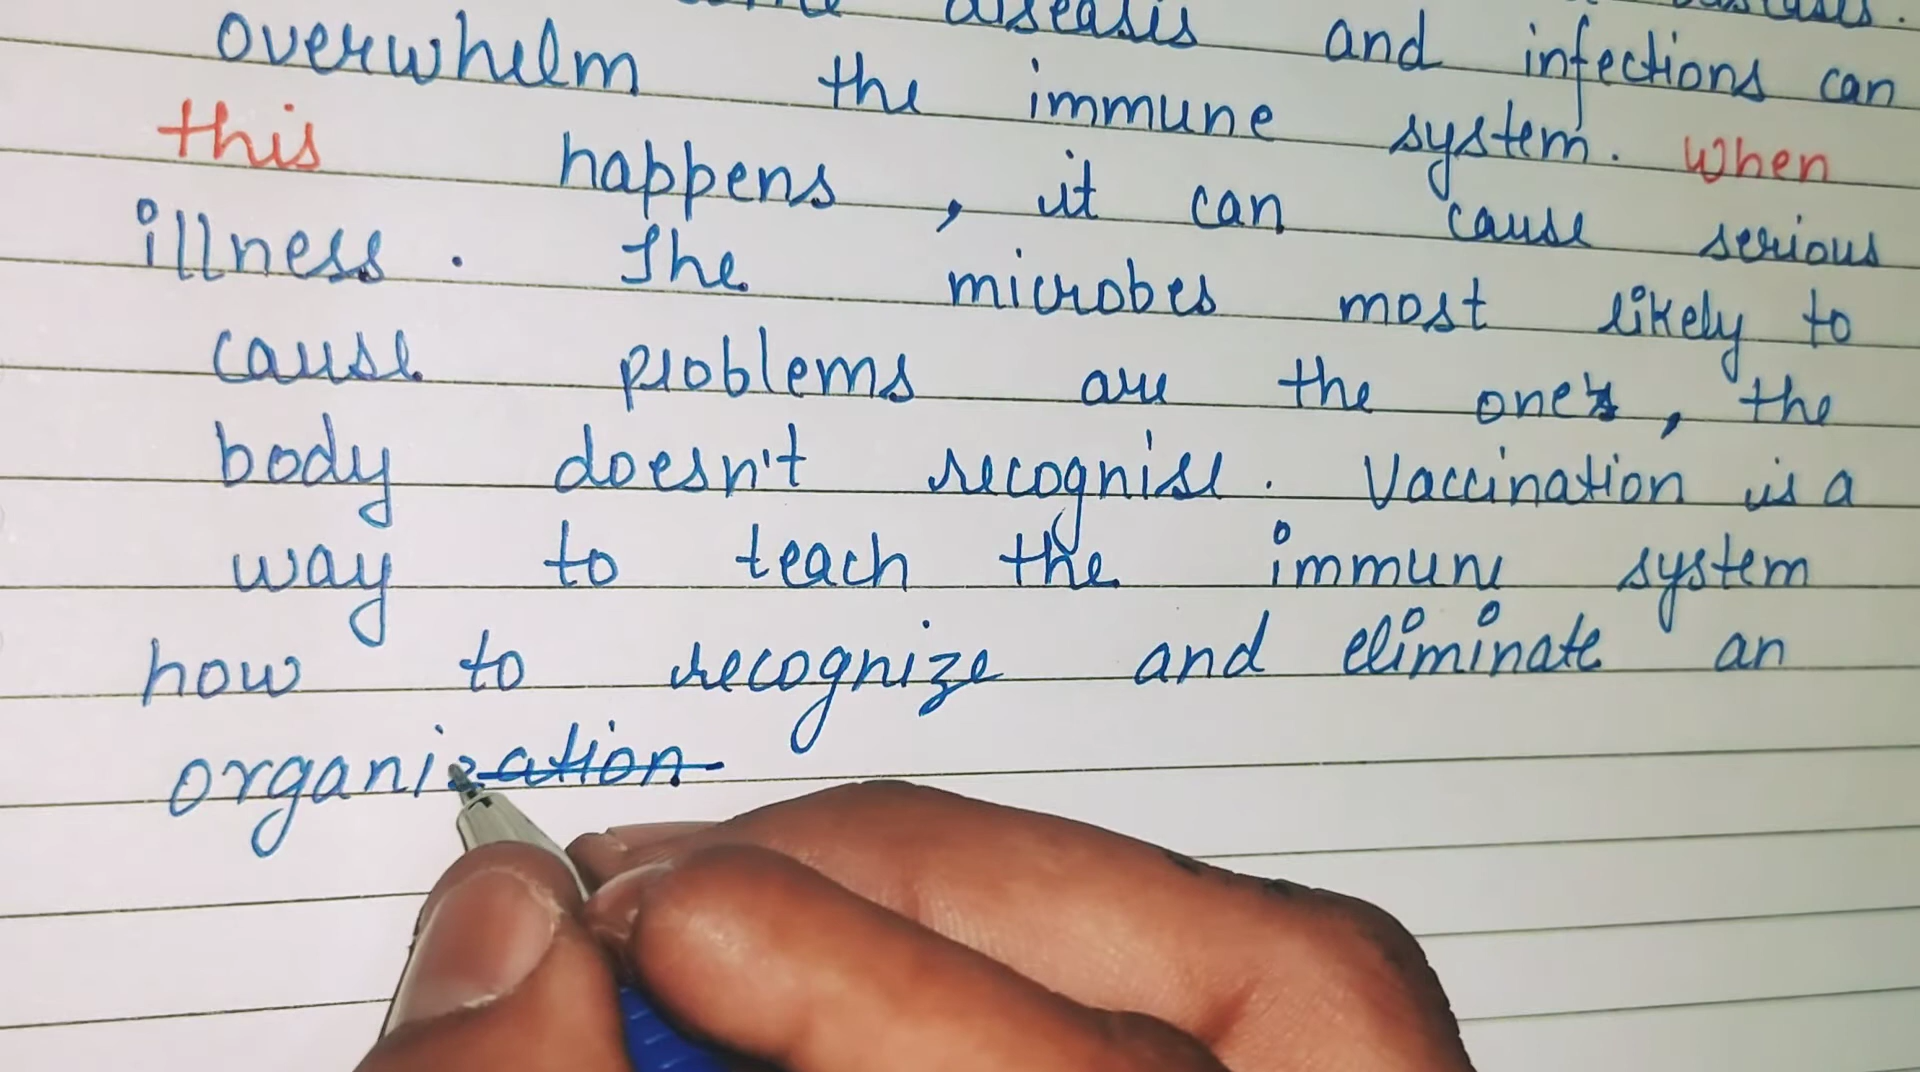 diseasis and infections can
overwhelm the immune system. When
this happens, it can cause serious
illness. The microbes most likely to
cause problems are the one's, the
body doesn't recognise. Vaccination is a
way to teach the immune system
how to recognize and eliminate an
organization